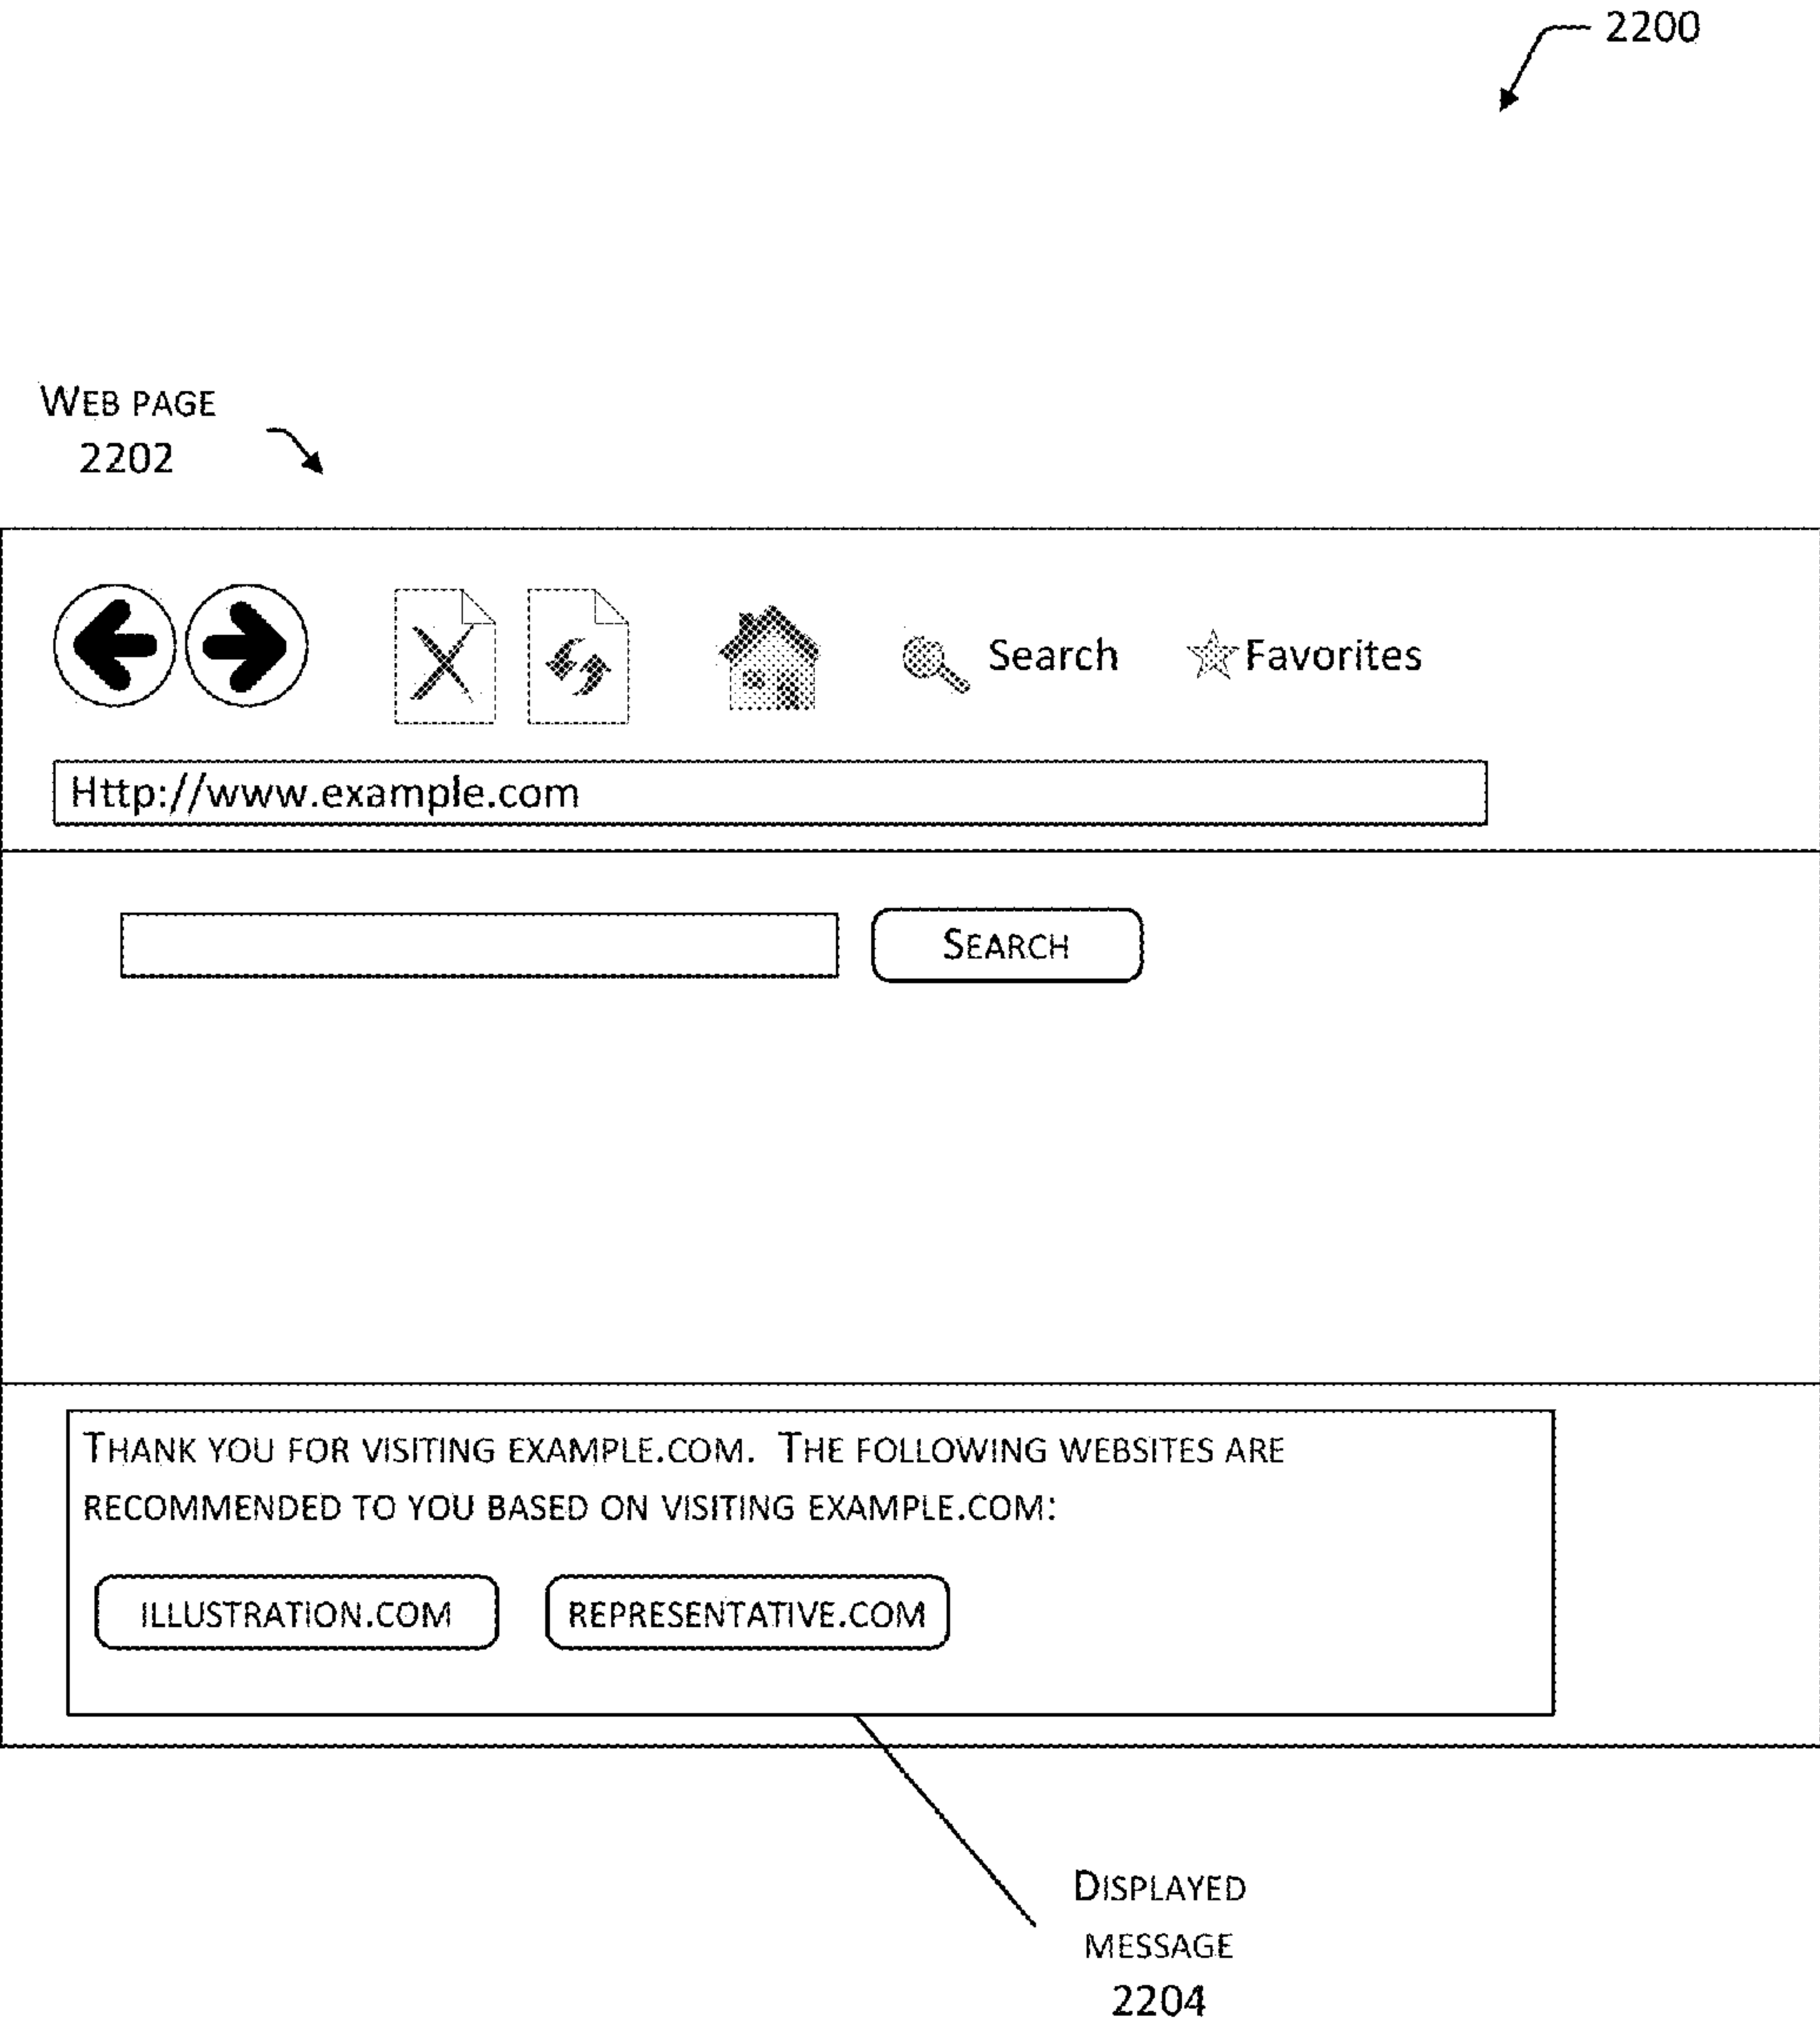 2200
WEB PAGE
2202
Search
Favorites
Http://www.example.com
SEARCH
THANK YOU FOR VISITING EXAMPLE.COM. THE FOLLOWING WEBSITES ARE
RECOMMENDED TO YOU BASED ON VISITING EXAMPLE.COM:
ILLUSTRATION.COM
REPRESENTATIVE.COM
DISPLAYED
MESSAGE
2204